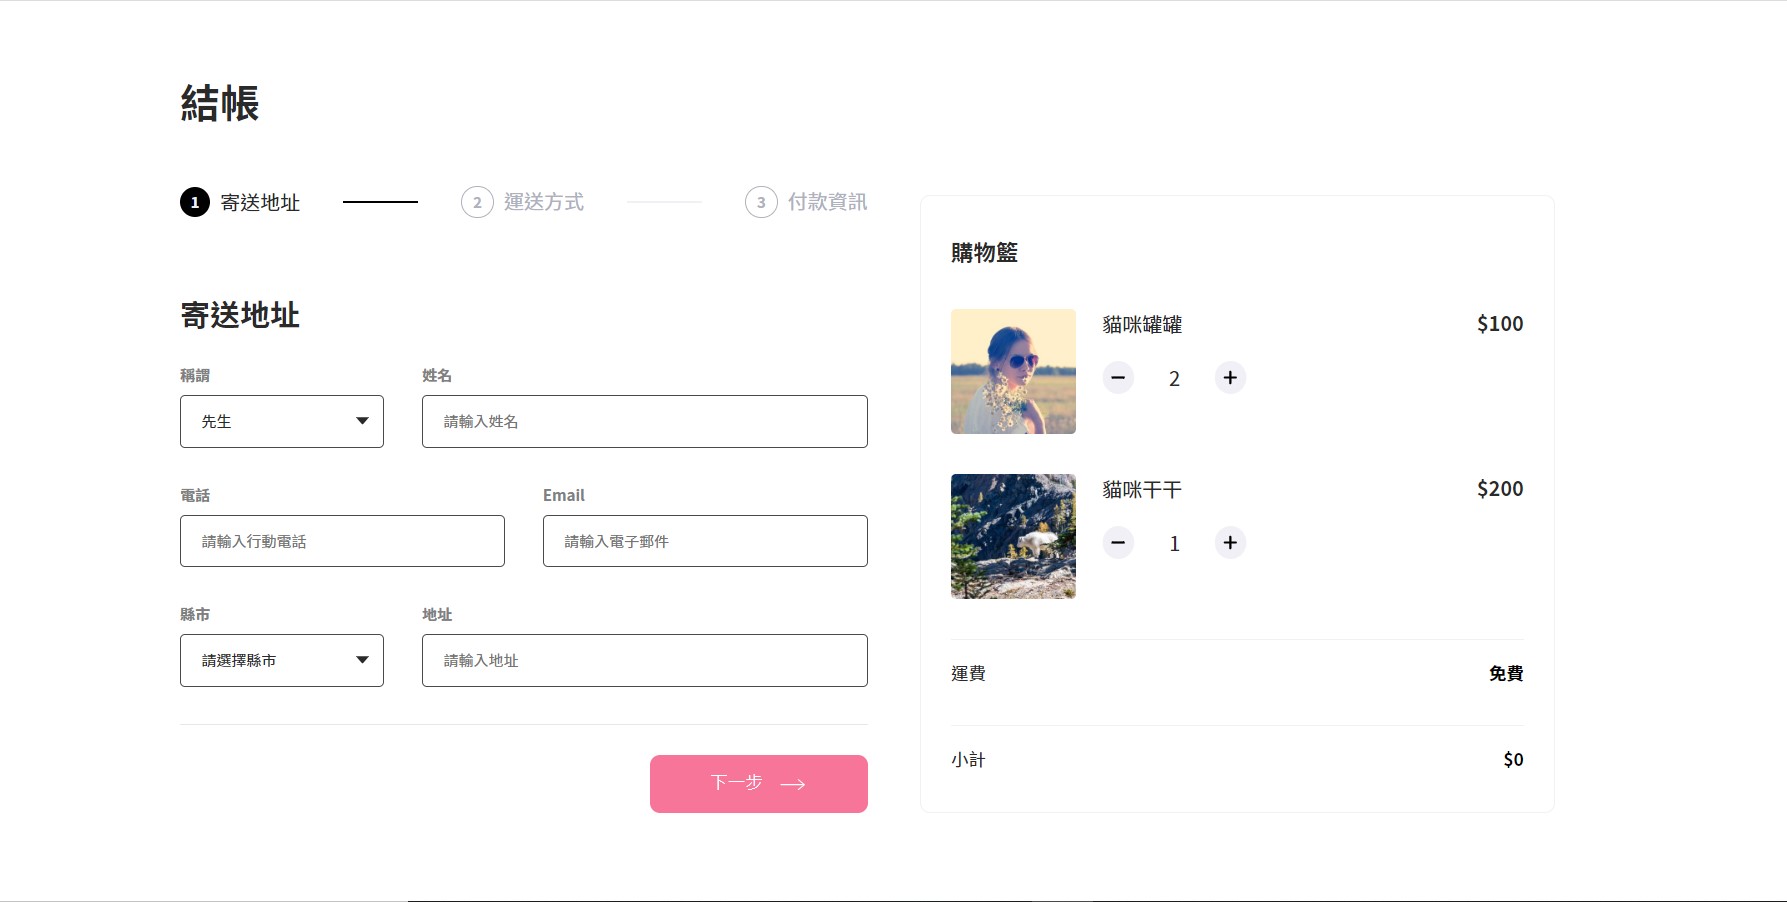 結帳
1 寄送地址
2 運送方式
3 付款資訊
寄送地址
稱謂
姓名
先生
請輸入姓名
電話
Email
請輸入行動電話
請輸入電子郵件
縣市
地址
請選擇縣市
請輸入地址
下一步
購物籃
貓咪罐罐
$100
2
貓咪干干
$200
1
運費
免費
小計
$0